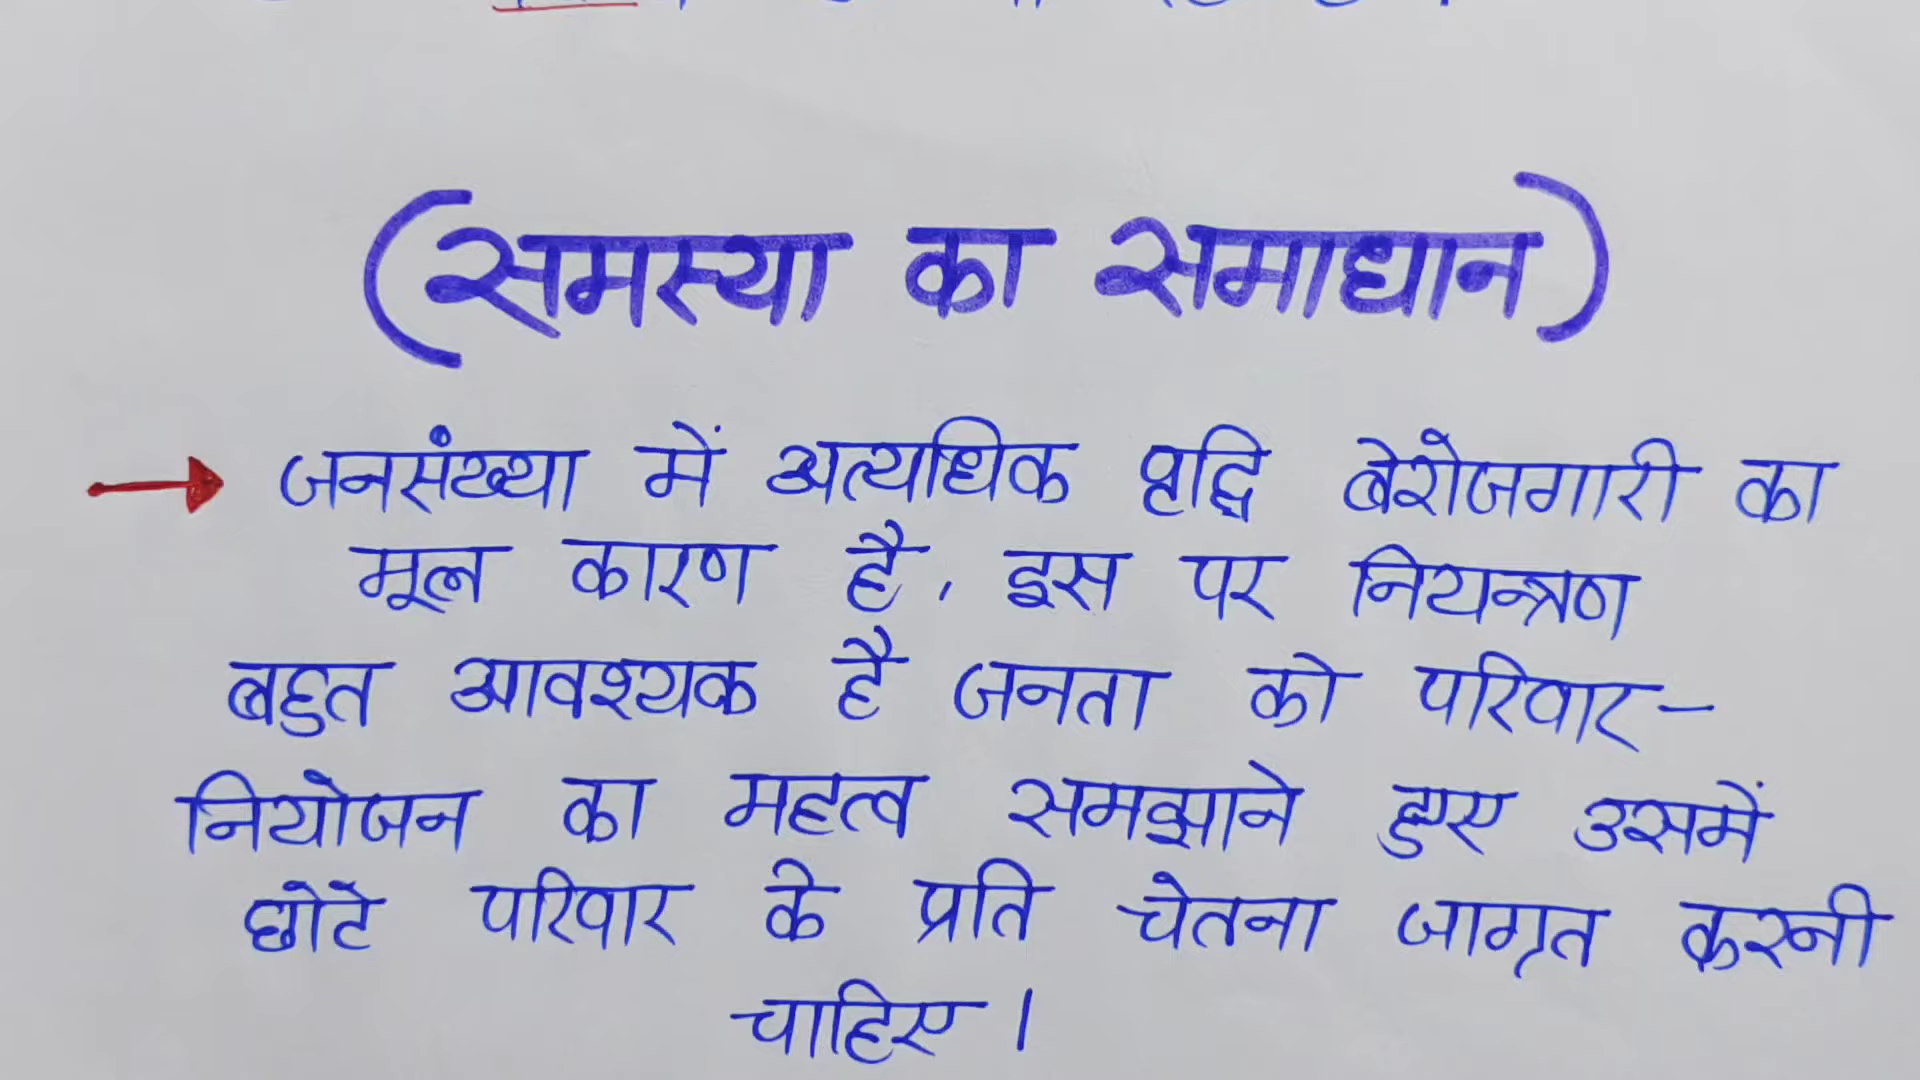 (समस्या का समाधान)
→ जनसंख्या में अत्यधिक वृद्धि बेरोजगारी का
मूल कारण है, इस पर नियन्त्रण
बहुत आवश्यक है जनता को परिवार-
नियोजन का महत्व समझाने हुए उसमें
छोटे परिवार के प्रति चेतना जागृत करनी
चाहिए।